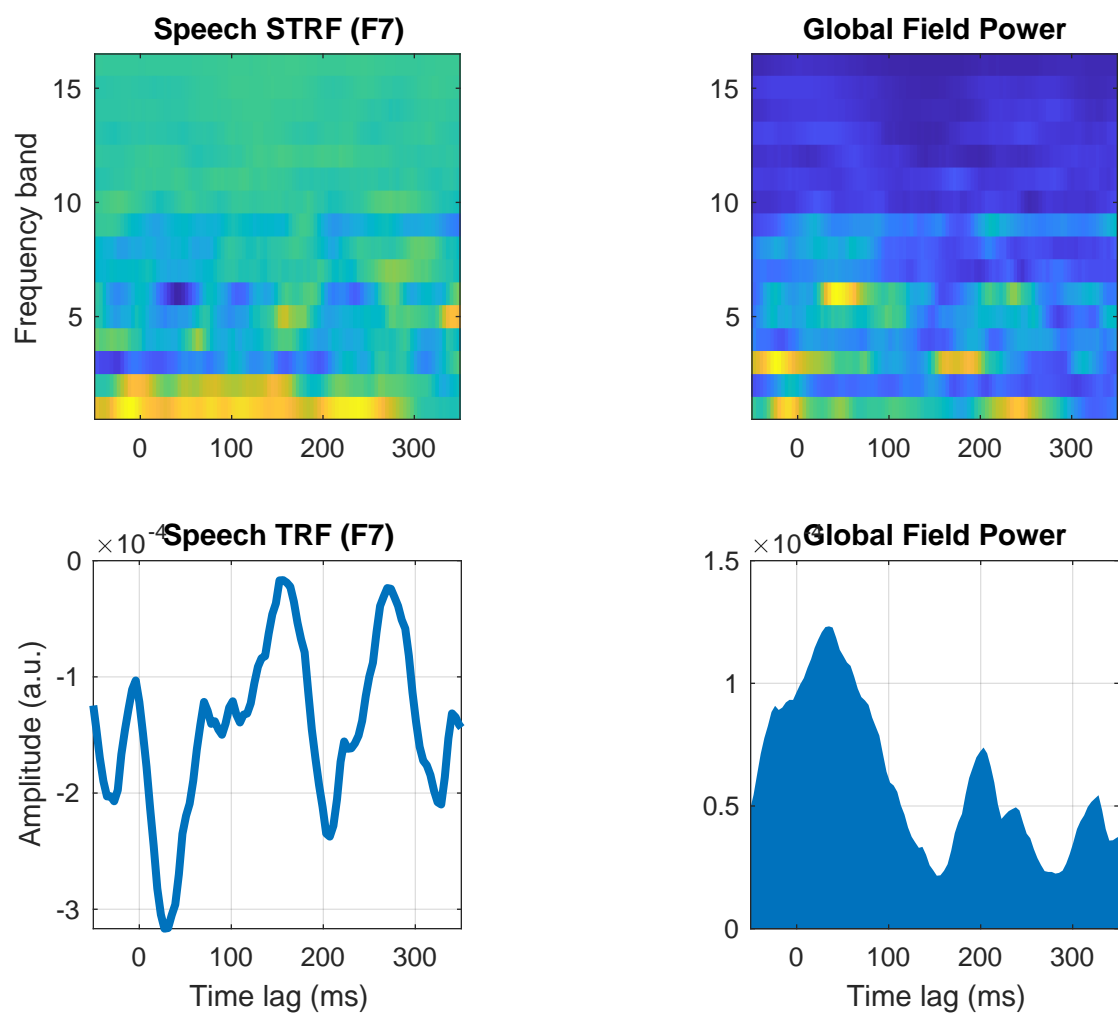 Speech STRF (F7)
Frequency band
15
10
5
0 100 200 300
Global Field Power
15
10
5
0 100 200 300
Speech TRF (F7)
×10^-4
Amplitude (a.u.)
0
-1
-2
-3
0 100 200 300
Time lag (ms)
Global Field Power
×10^-4
1.5
1
0.5
0
0 100 200 300
Time lag (ms)